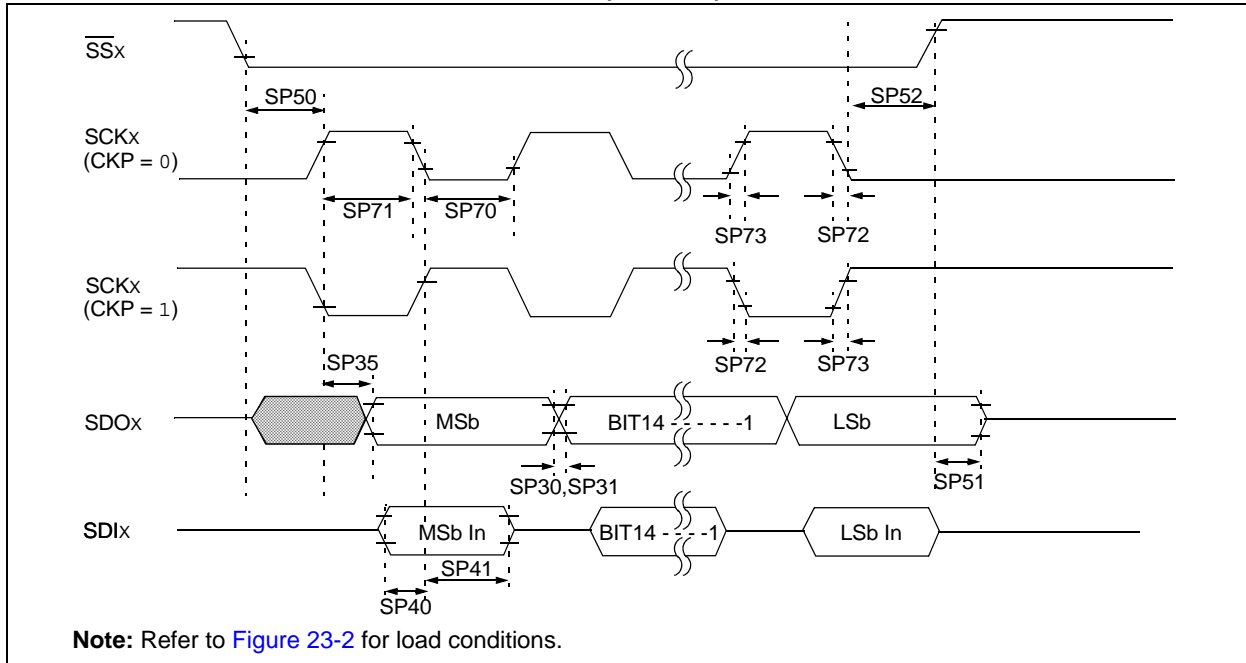 SSX
SP50
SP52
SCKX
(CKP = 0)
SP71
SP70
SP73
SP72
SCKX
(CKP = 1)
SP35
SP72
SP73
SDOX
MSb
BIT14 - - - - - -1
LSb
SP30,SP31
SP51
SDIX
MSb In
BIT14 - - - -1
LSb In
SP41
SP40
Note: Refer to Figure 23-2 for load conditions.